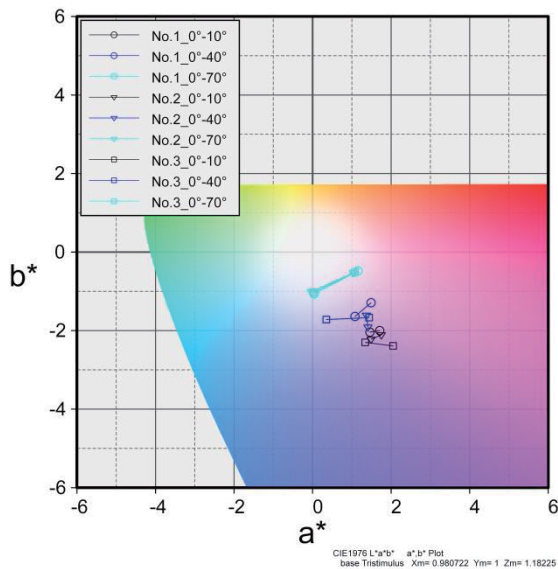 6
4
2
0
-2
-4
-6
b*
No.1_0°-10°
No.1_0°-40°
No.1_0°-70°
No.2_0°-10°
No.2_0°-40°
No.2_0°-70°
No.3_0°-10°
No.3_0°-40°
No.3_0°-70°
-6 -4 -2 0 2 4 6
a*
CIE1976 L*a*b* a*,b* Plot
base Tristimulus Xm= 0.980722 Ym= 1 Zm= 1.18225